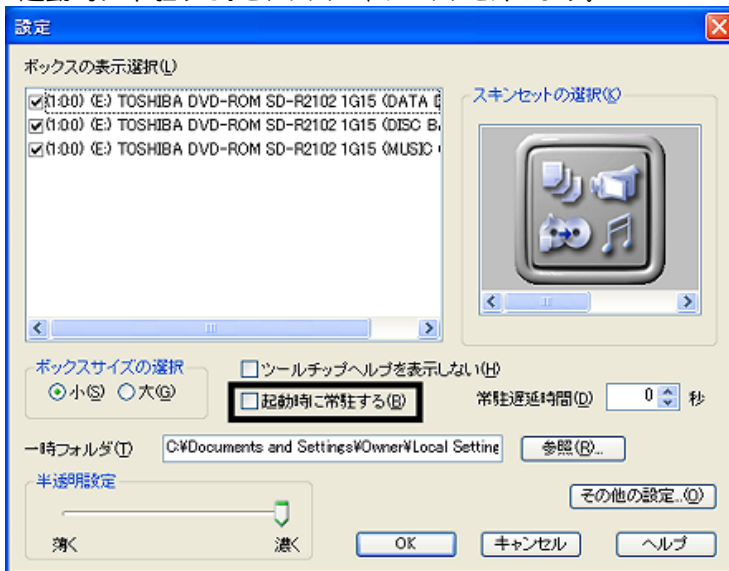 設定
ボックスの表示選択(L)
(1:0:0) (E:) TOSHIBA DVD-ROM SD-R2102 1G15 (DATA
(1:0:0) (E:) TOSHIBA DVD-ROM SD-R2102 1G15 (DISC B
(1:0:0) (E:) TOSHIBA DVD-ROM SD-R2102 1G15 (MUSIC
スキンセットの選択(K)
ボックスサイズの選択
小(S) 大(G)
ツールチップヘルプを表示しない(H)
起動時に常駐する(B)
常駐遅延時間(D) 0 秒
一時フォルダ(T) C:¥Documents and Settings¥Owner¥Local Setting 参照(R)...
半透明設定
薄く 濃く
その他の設定...(O)
OK キャンセル ヘルプ